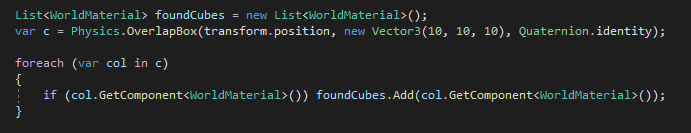 List<WorldMaterial> foundCubes = new List<WorldMaterial>();
var c = Physics.OverlapBox(transform.position, new Vector3(10, 10, 10), Quaternion.identity);
foreach (var col in c)
{
if (col.GetComponent<WorldMaterial>()) foundCubes.Add(col.GetComponent<WorldMaterial>());
}